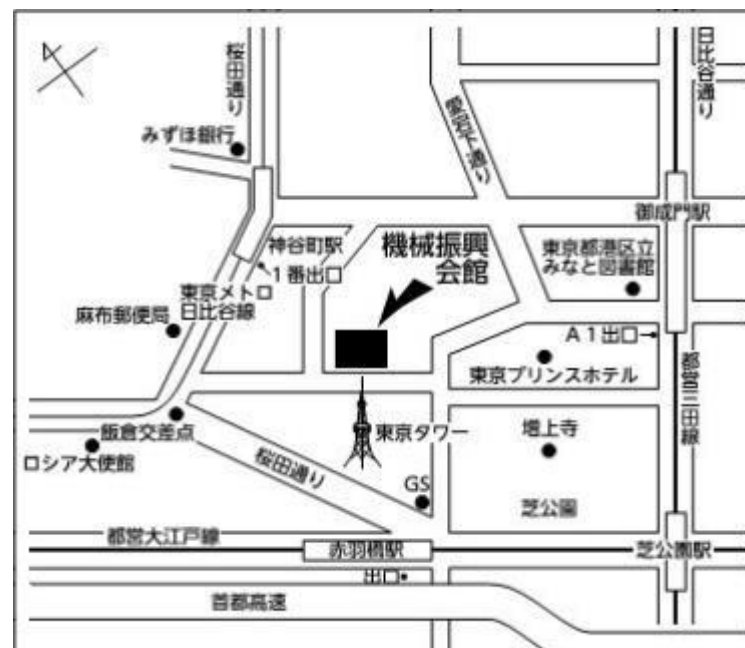 桜田通り
日比谷通り
みずほ銀行
愛宕下通り
御成門駅
神谷町駅
1番出口
機械振興
会館
東京都港区立
みなと図書館
東京メトロ
日比谷線
麻布郵便局
A1出口
東京プリンスホテル
都営三田線
飯倉交差点
東京タワー
増上寺
ロシア大使館
桜田通り
GS
芝公園
都営大江戸線
赤羽橋駅
芝公園駅
出口
首都高速